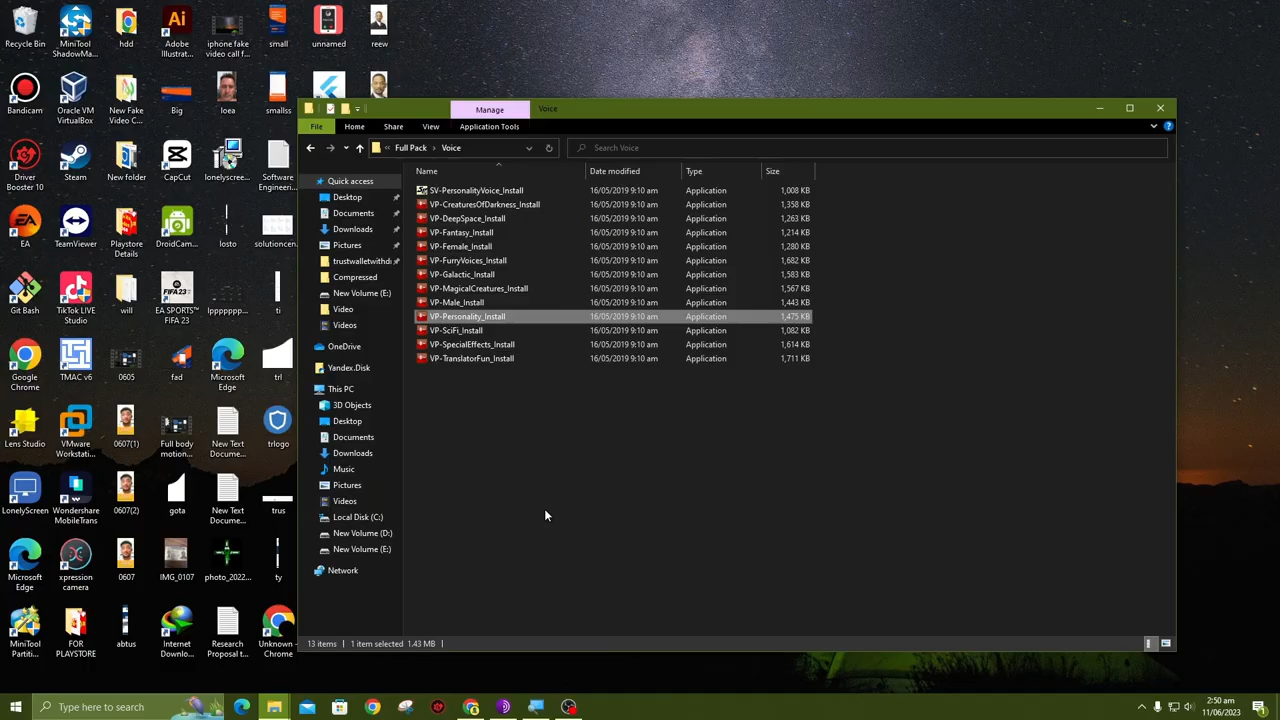 Recycle Bin
MiniTool
ShadowMa...
hdd
Adobe
Illustrat...
iphone fake
video call f...
small
unnamed
reew
Bandicam
Oracle VM
VirtualBox
New Fake
Video C...
Big
loea
smallss
Driver
Booster 10
Steam
New folder
CapCut
lonelyscreen...
Software
Engineeri...
EA
TeamViewer
Playstore
Details
DroidCam...
losto
solutioncen...
Git Bash
TikTok LIVE
Studio
will
EA SPORTS™
FIFA 23
lppppppp...
ti
Google
Chrome
TMAC v6
0605
fad
Microsoft
Edge
trl
Lens Studio
VMware
Workstati...
0607(1)
Full body
motion...
New Text
Docume...
trlogo
LonelyScreen
Wondershare
MobileTrans
0607(2)
gota
New Text
Docume...
trus
Microsoft
Edge
xpression
camera
0607
IMG_0107
photo_2022...
ty
MiniTool
Partiti...
FOR
PLAYSTORE
abtus
Internet
Downlo...
Research
Proposal t...
Unknown -
Chrome
Manage
Voice
File
Home
Share
View
Application Tools
Full Pack
Voice
Search Voice
Name
Date modified
Type
Size
Quick access
Desktop
Documents
Downloads
Pictures
trustwalletwithdi
Compressed
New Volume (E:)
Video
Videos
OneDrive
Yandex.Disk
This PC
3D Objects
Desktop
Documents
Downloads
Music
Pictures
Videos
Local Disk (C:)
New Volume (D:)
New Volume (E:)
Network
SV-PersonalityVoice_Install 16/05/2019 9:10 am Application 1,008 KB
VP-CreaturesOfDarkness_Install 16/05/2019 9:10 am Application 1,358 KB
VP-DeepSpace_Install 16/05/2019 9:10 am Application 1,263 KB
VP-Fantasy_Install 16/05/2019 9:10 am Application 1,214 KB
VP-Female_Install 16/05/2019 9:10 am Application 1,280 KB
VP-FurryVoices_Install 16/05/2019 9:10 am Application 1,682 KB
VP-Galactic_Install 16/05/2019 9:10 am Application 1,583 KB
VP-MagicalCreatures_Install 16/05/2019 9:10 am Application 1,567 KB
VP-Male_Install 16/05/2019 9:10 am Application 1,443 KB
VP-Personality_Install 16/05/2019 9:10 am Application 1,475 KB
VP-SciFi_Install 16/05/2019 9:10 am Application 1,082 KB
VP-SpecialEffects_Install 16/05/2019 9:10 am Application 1,614 KB
VP-TranslatorFun_Install 16/05/2019 9:10 am Application 1,711 KB
13 items
1 item selected 1.43 MB
Type here to search
2:50 am
11/06/2023